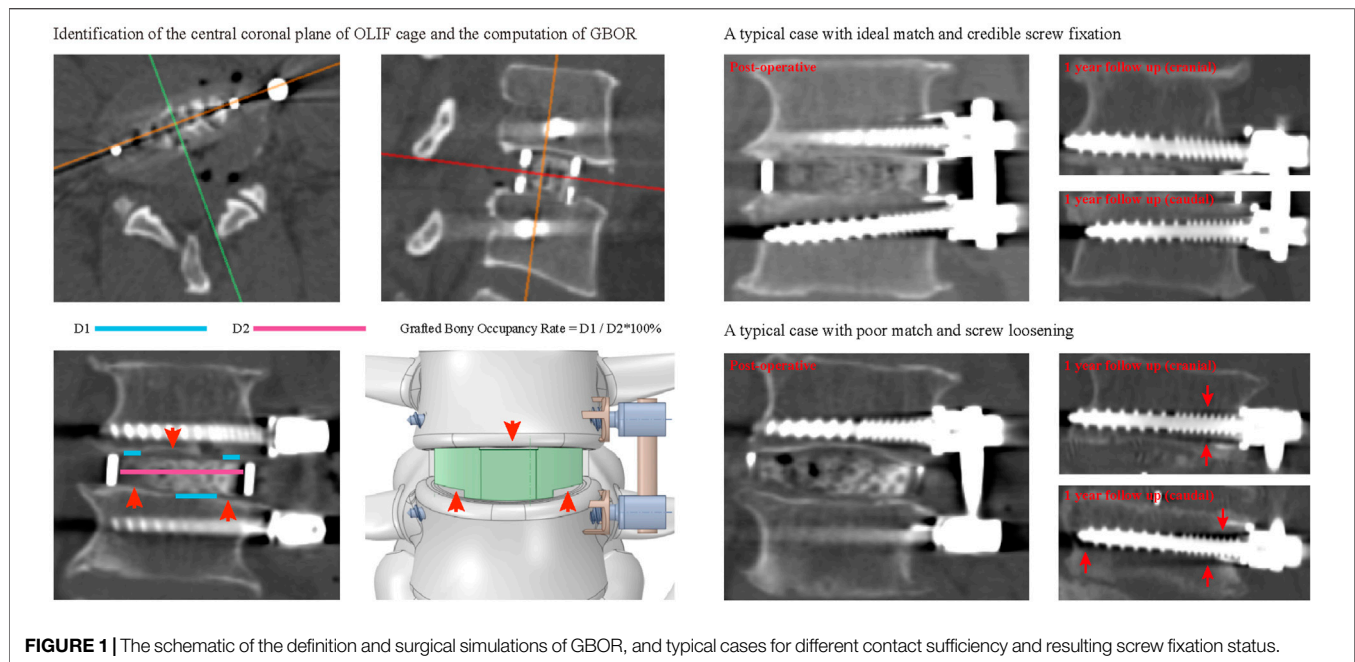 Identification of the central coronal plane of OLIF cage and the computation of GBOR
A typical case with ideal match and credible screw fixation
Post-operative
1 year follow up (cranial)
1 year follow up (caudal)
D1
D2
Grafted Bony Occupancy Rate = D1 / D2*100%
A typical case with poor match and screw loosening
Post-operative
1 year follow up (cranial)
1 year follow up (caudal)
FIGURE 1 | The schematic of the definition and surgical simulations of GBOR, and typical cases for different contact sufficiency and resulting screw fixation status.